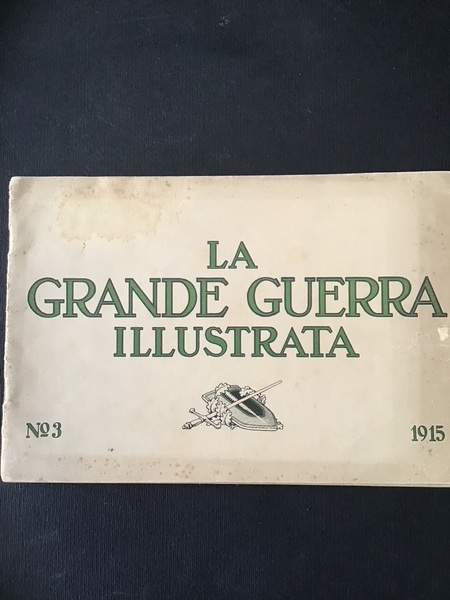 LA
GRANDE GUERRA
ILLUSTRATA
Nº3 1915